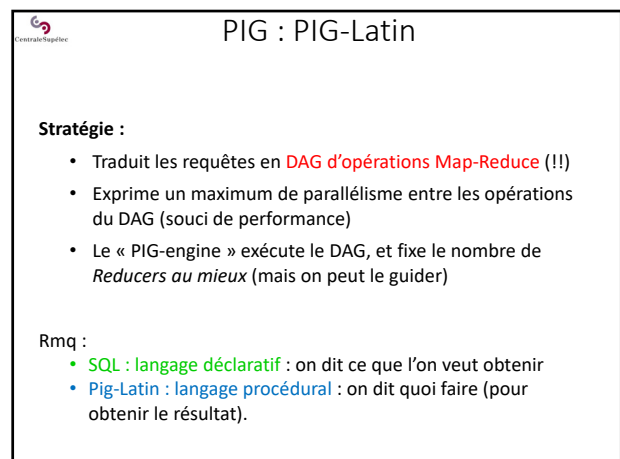 CentraleSupélec
PIG : PIG-Latin
Stratégie :
• Traduit les requêtes en DAG d'opérations Map-Reduce (!!)
• Exprime un maximum de parallélisme entre les opérations
du DAG (souci de performance)
• Le « PIG-engine » exécute le DAG, et fixe le nombre de
Reducers au mieux (mais on peut le guider)
Rmq :
• SQL : langage déclaratif : on dit ce que l'on veut obtenir
• Pig-Latin : langage procédural : on dit quoi faire (pour
obtenir le résultat).